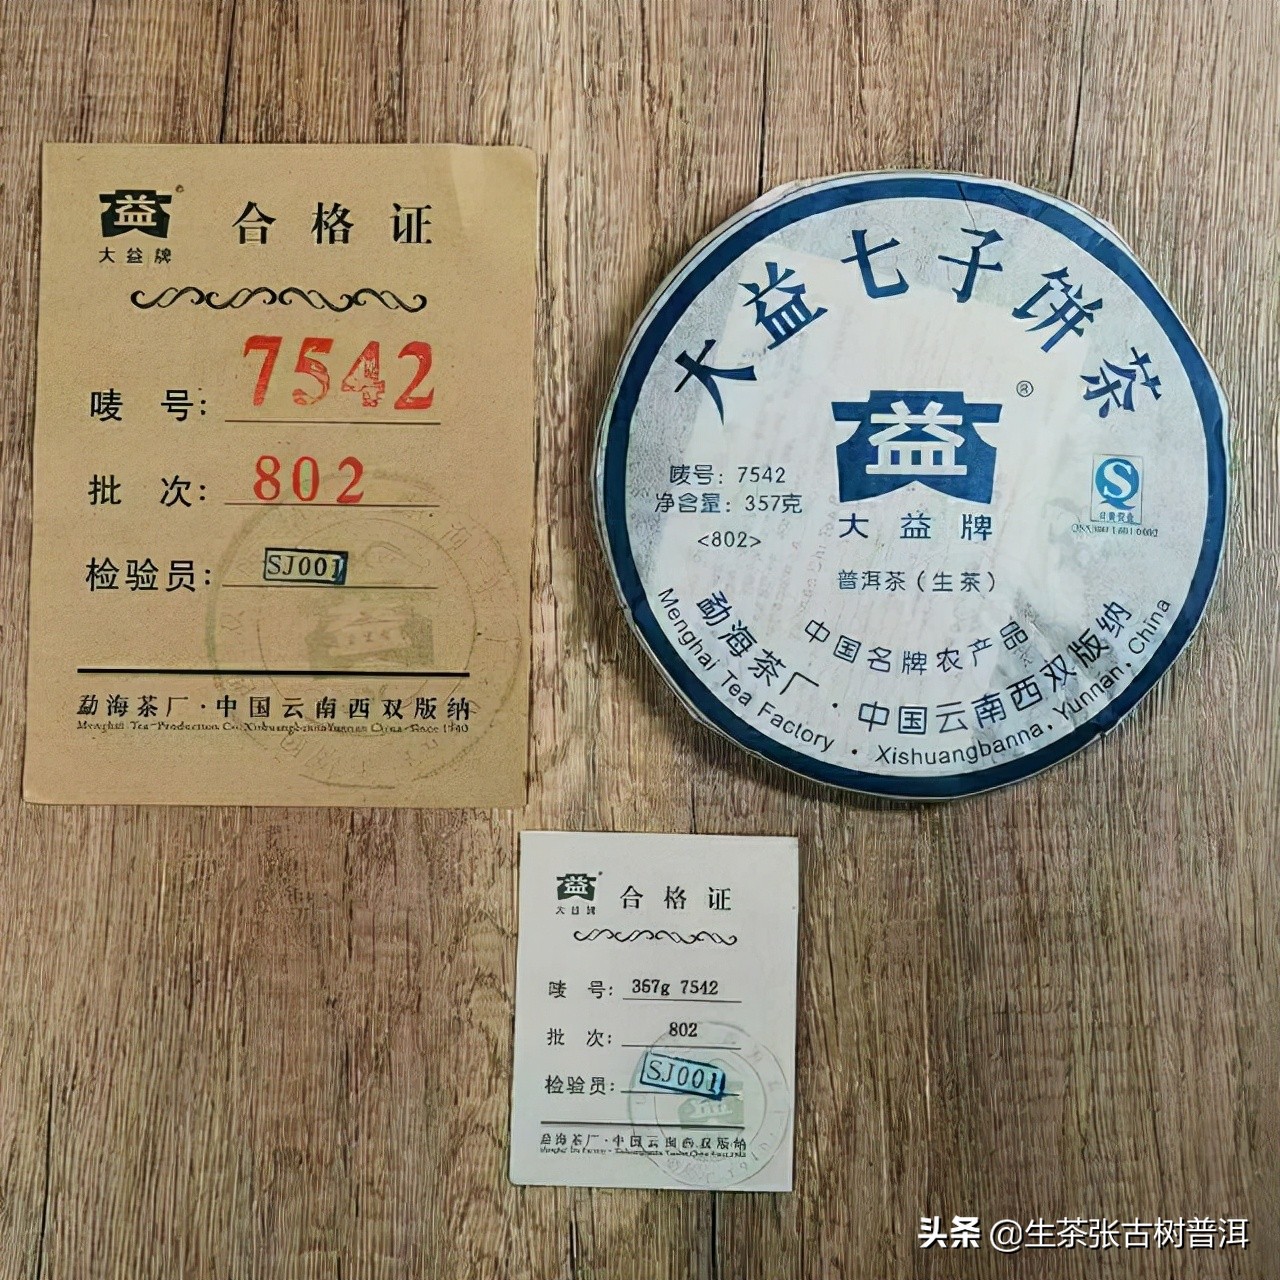 益
大益牌
合格证
唛 号: 7542
批 次: 802
检验员: SJ001
勐海茶厂·中国云南西双版纳
大益七子饼茶
益
®
唛号: 7542
净含量: 357克
<802>
大益牌
普洱茶(生茶)
S
中国名牌农产品
勐海茶厂·中国云南西双版纳
Menghai Tea Factory · Xishuangbanna, Yunnan, China
益
大益牌
合格证
唛 号: 357g 7542
批 次: 802
检验员: SJ001
勐海茶厂·中国云南西双版纳
头条 @生茶张古树普洱